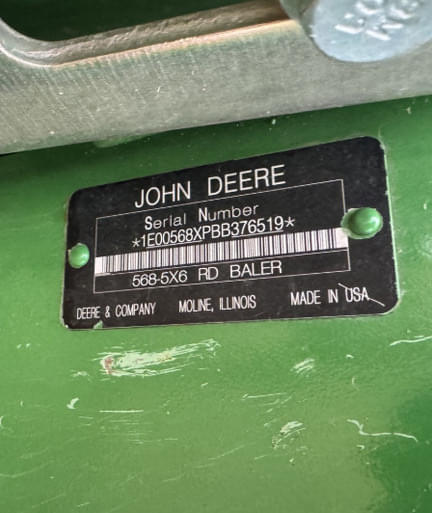 JOHN DEERE
Serial Number
*1E00568XPBB376519*
568-5X6 RD BALER
DEERE & COMPANY MOLINE, ILLINOIS MADE IN USA